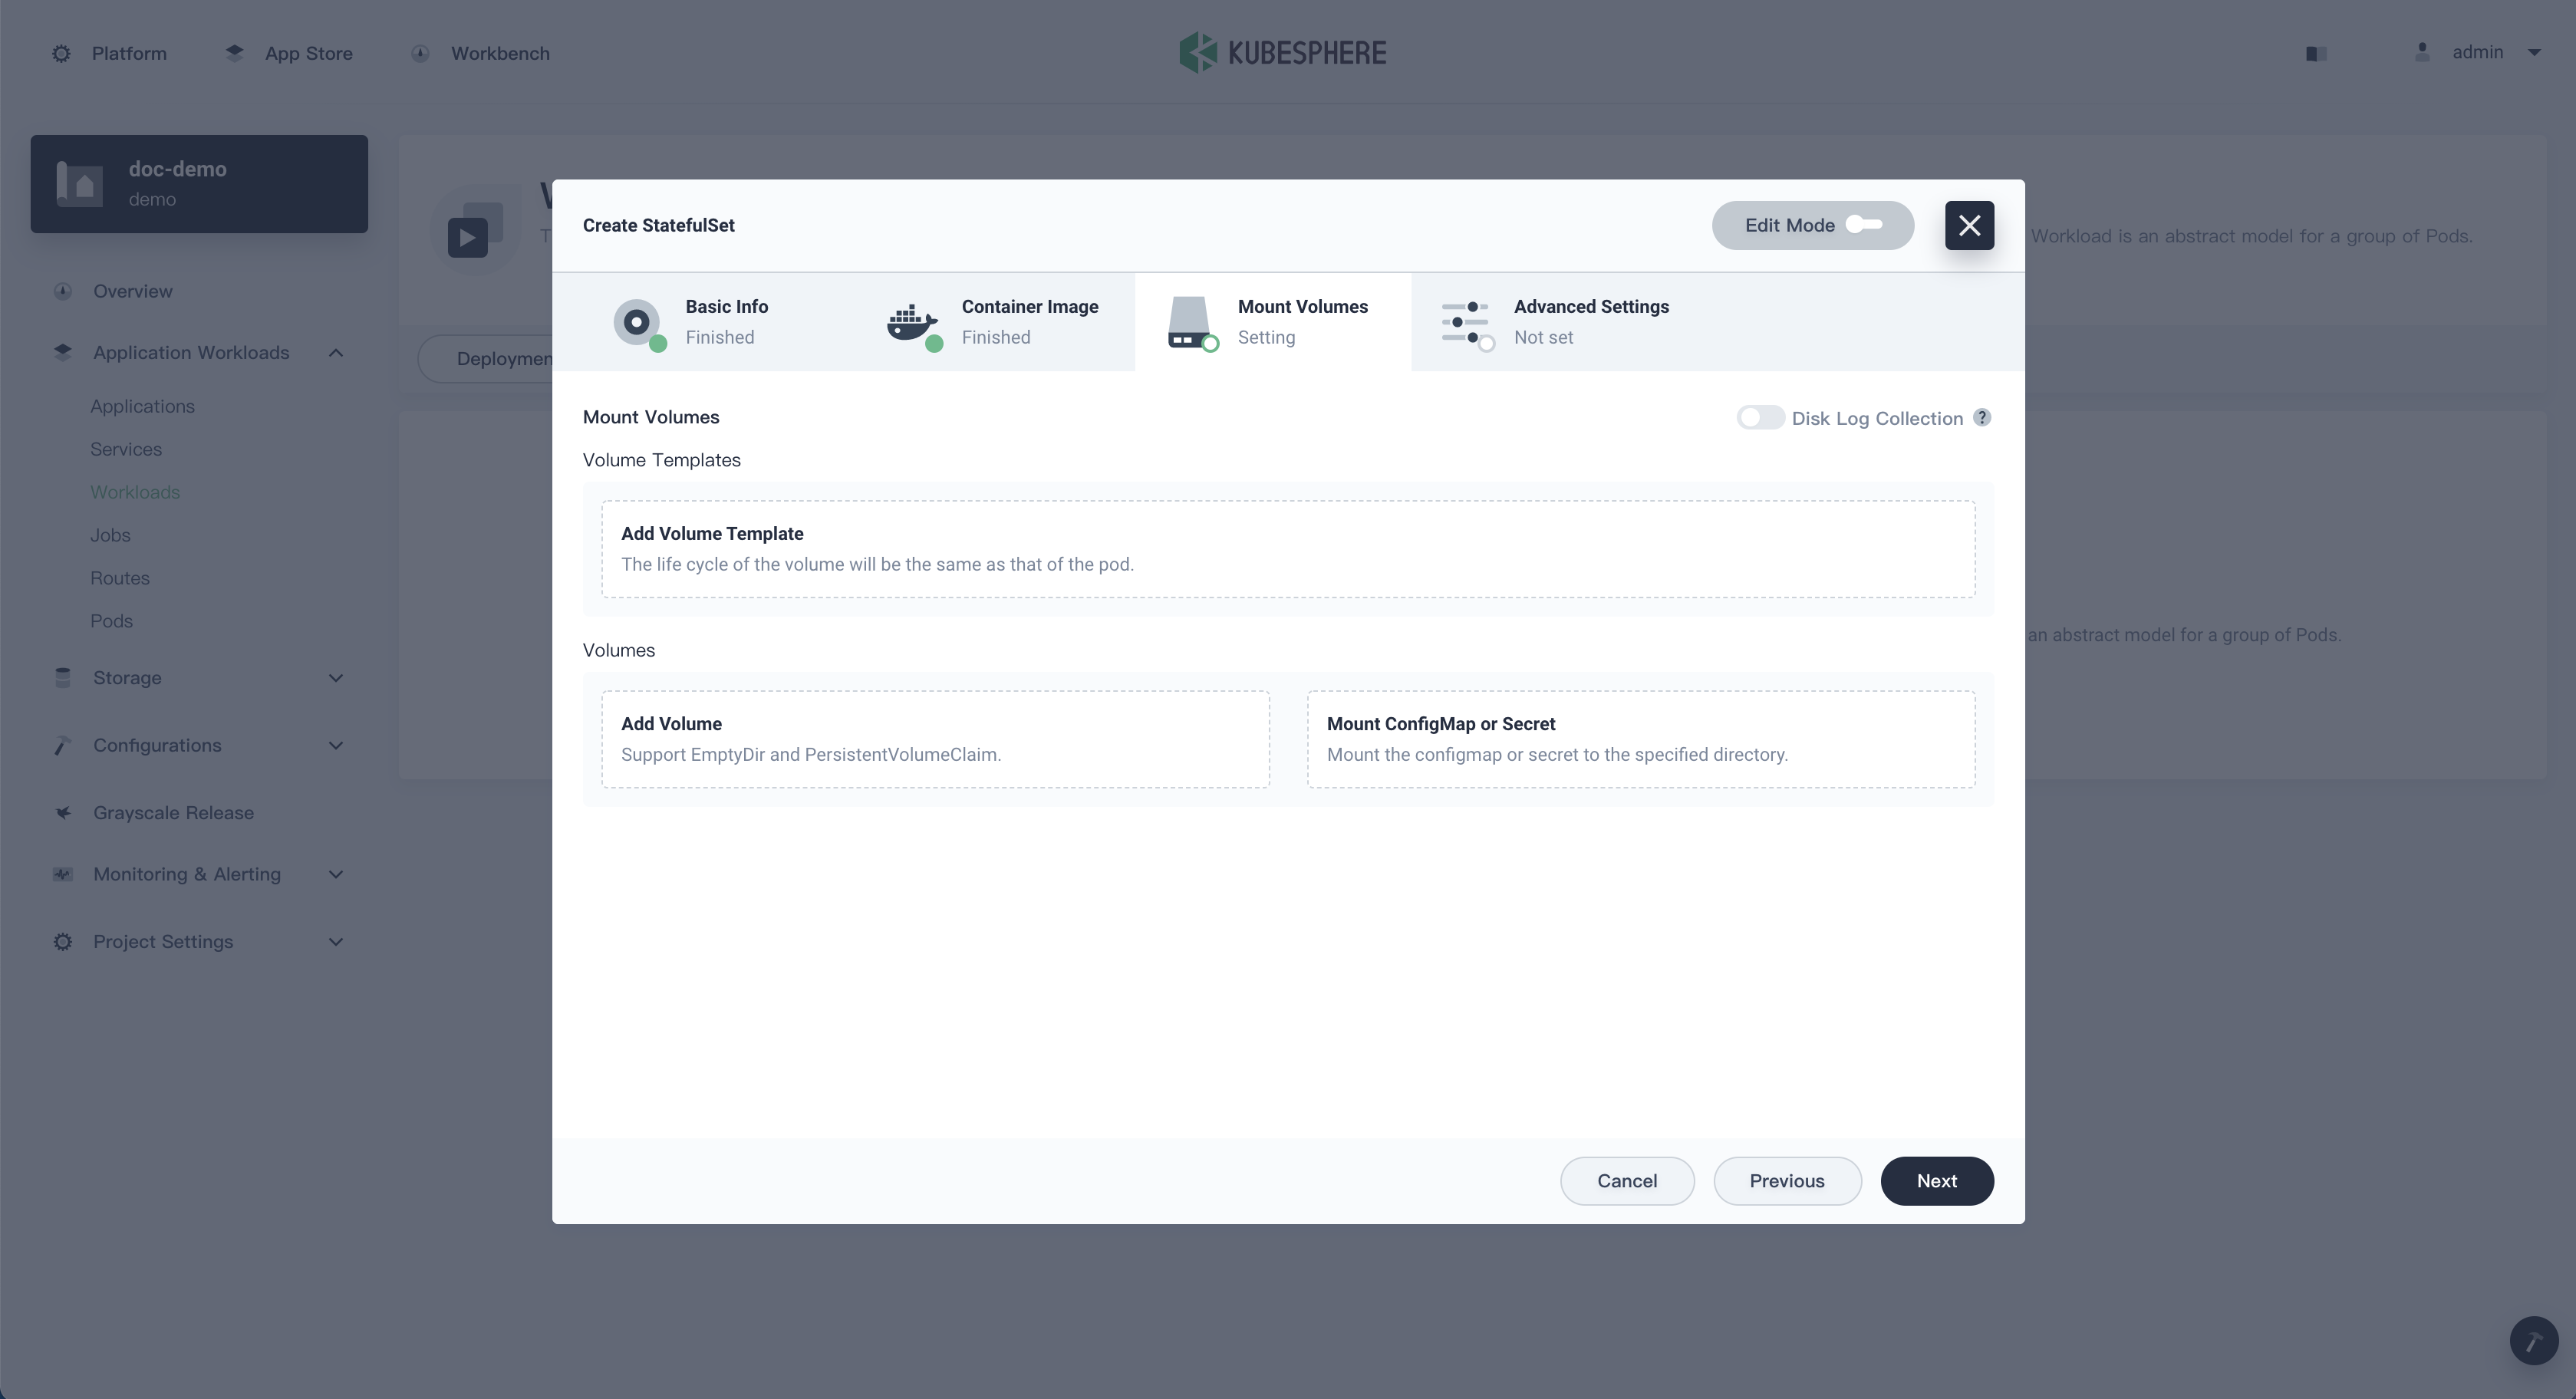 Platform
App Store
Workbench
KUBESPHERE
admin
doc-demo
demo
Overview
Application Workloads
Applications
Services
Workloads
Jobs
Routes
Pods
Storage
Configurations
Grayscale Release
Monitoring & Alerting
Project Settings
Workload is an abstract model for a group of Pods.
an abstract model for a group of Pods.
Create StatefulSet
Edit Mode
Basic Info
Finished
Container Image
Finished
Mount Volumes
Setting
Advanced Settings
Not set
Mount Volumes
Disk Log Collection ?
Volume Templates
Add Volume Template
The life cycle of the volume will be the same as that of the pod.
Volumes
Add Volume
Support EmptyDir and PersistentVolumeClaim.
Mount ConfigMap or Secret
Mount the configmap or secret to the specified directory.
Cancel
Previous
Next